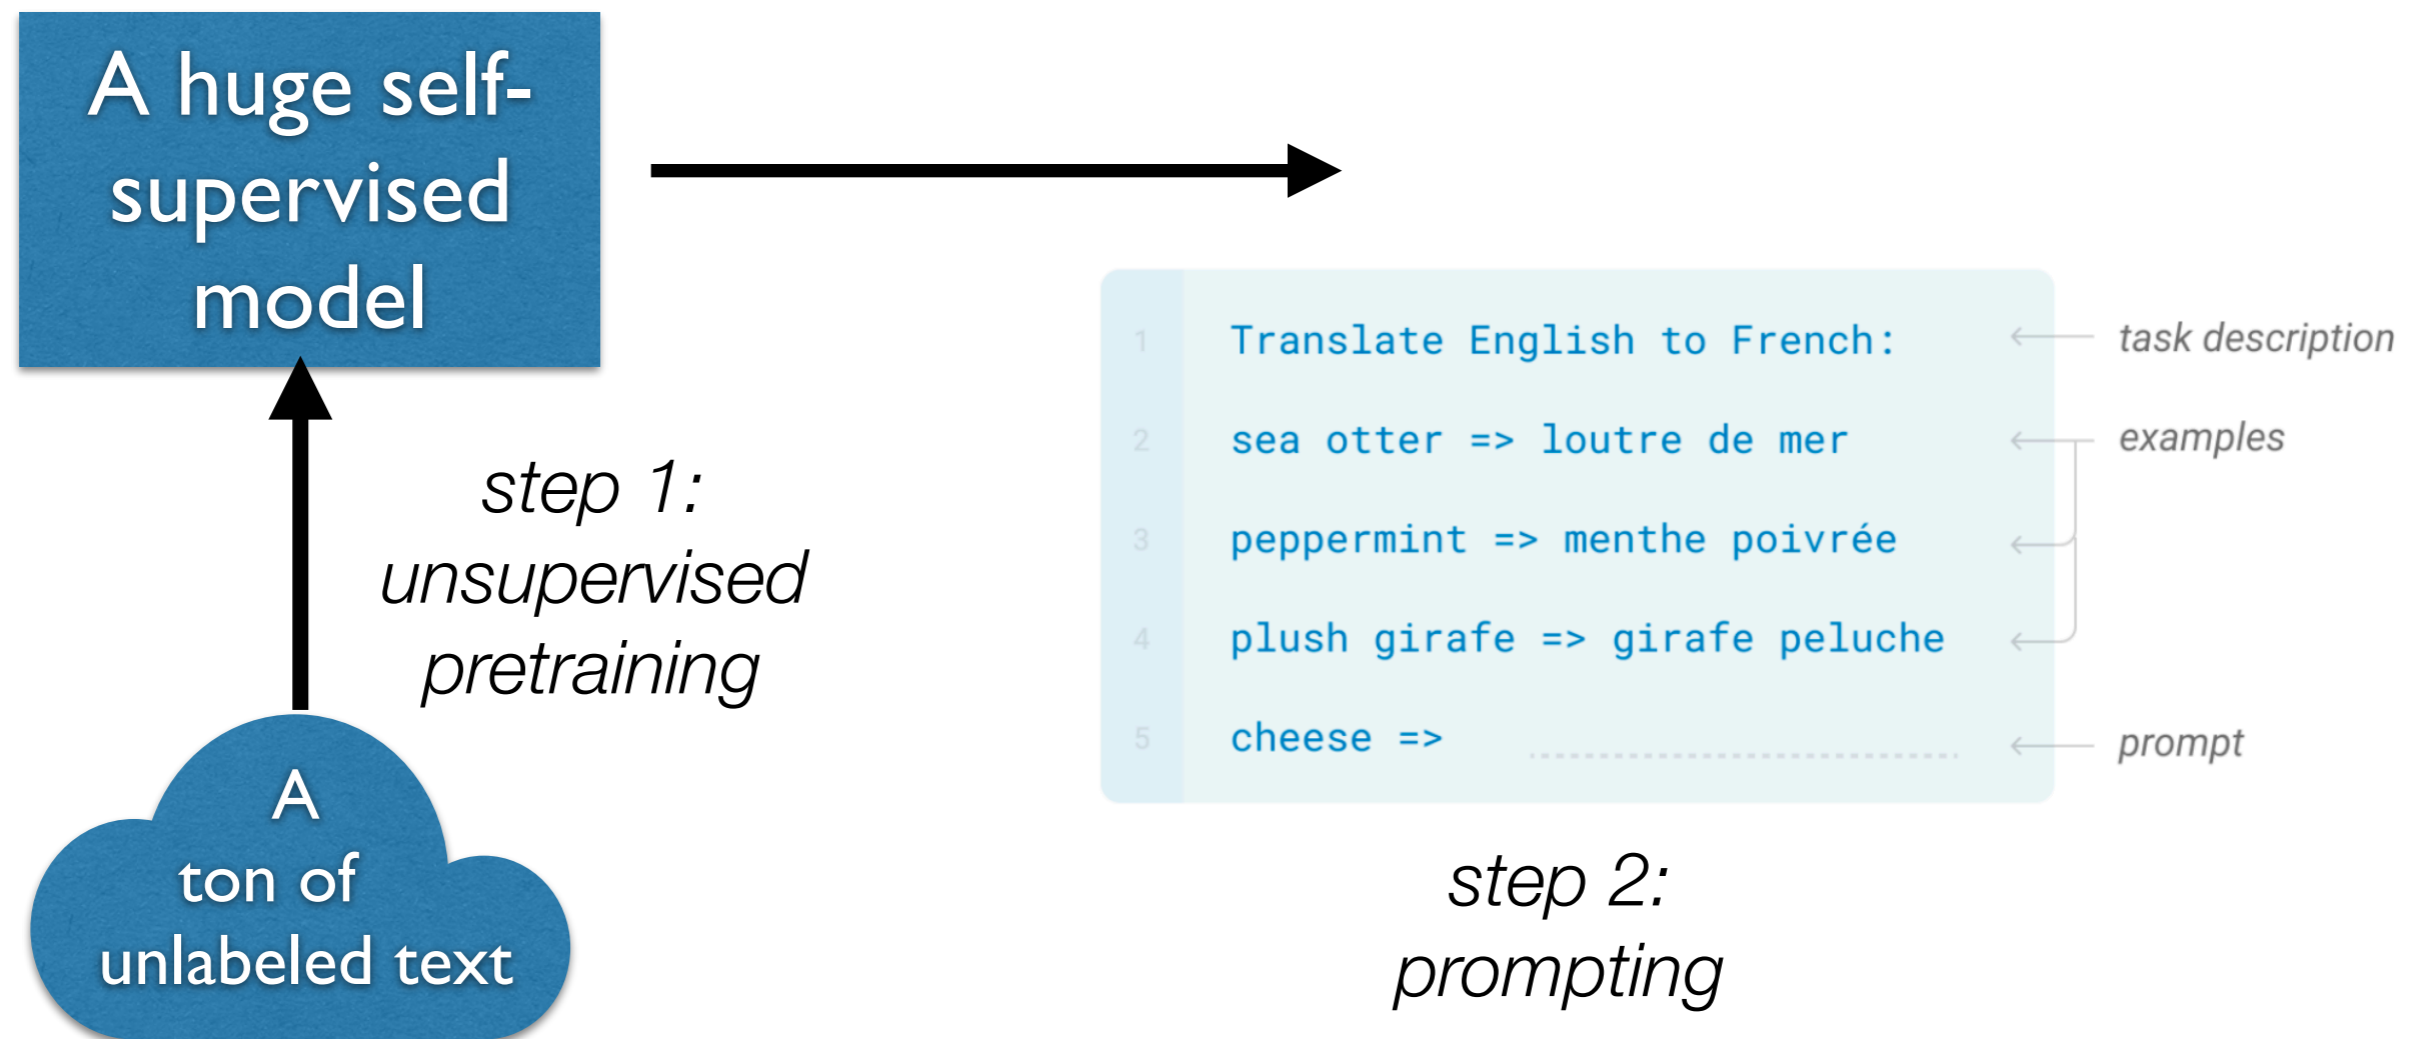 A huge self-
supervised
model
step 1:
unsupervised
pretraining
A
ton of
unlabeled text
1 Translate English to French: task description
2 sea otter => loutre de mer examples
3 peppermint => menthe poivrée
4 plush girafe => girafe peluche
5 cheese => prompt
step 2:
prompting